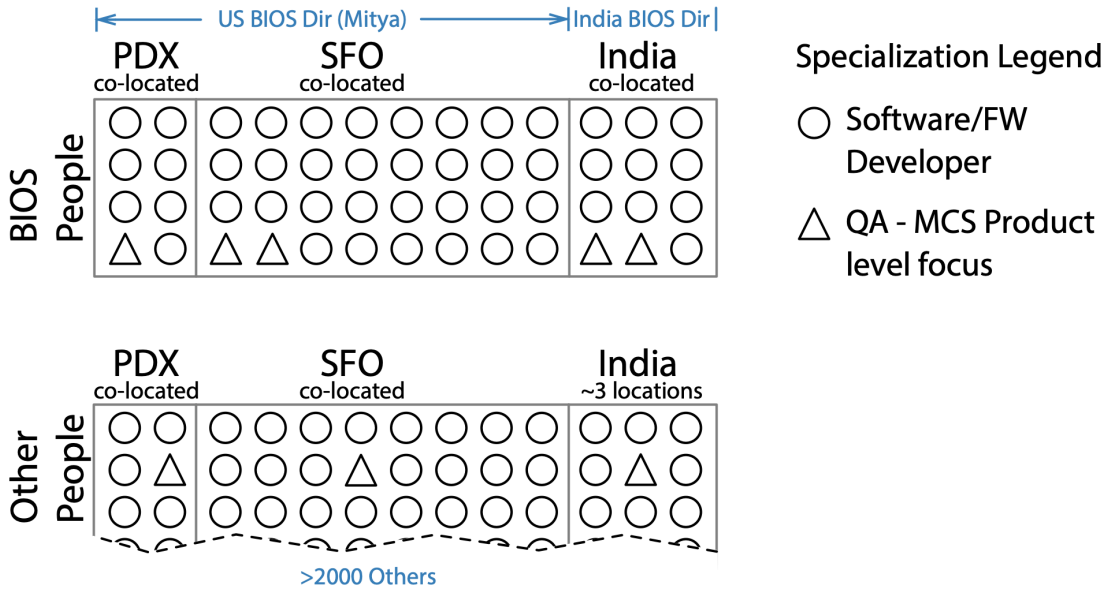 US BIOS Dir (Mitya) India BIOS Dir
PDX SFO India
co-located co-located co-located
BIOS
People
Specialization Legend
Software/FW
Developer
QA - MCS Product
level focus
PDX SFO India
co-located co-located ~3 locations
Other
People
>2000 Others